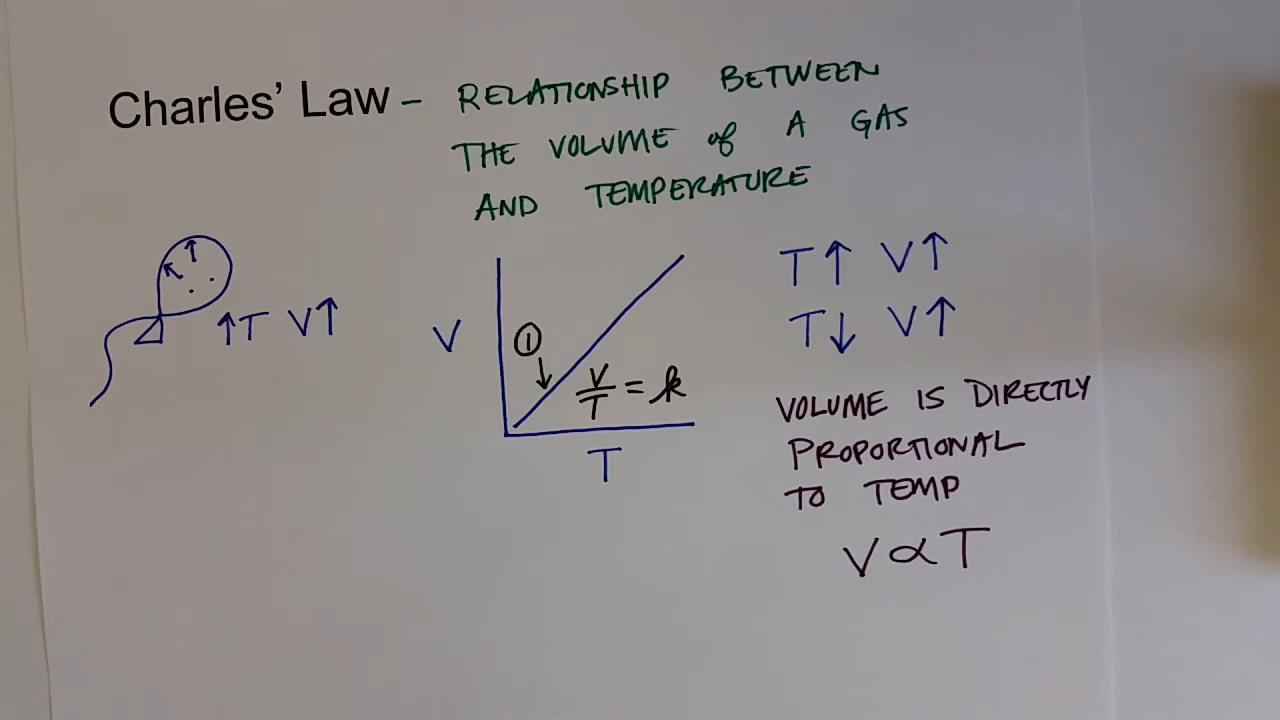 Charles' Law – RELATIONSHIP BETWEEN
THE VOLUME of A GAS
AND TEMPERATURE
↑T V↑
V
①
V/T = k
T
T↑ V↑
T↓ V↑
VOLUME IS DIRECTLY
PROPORTIONAL
TO TEMP
V∝T